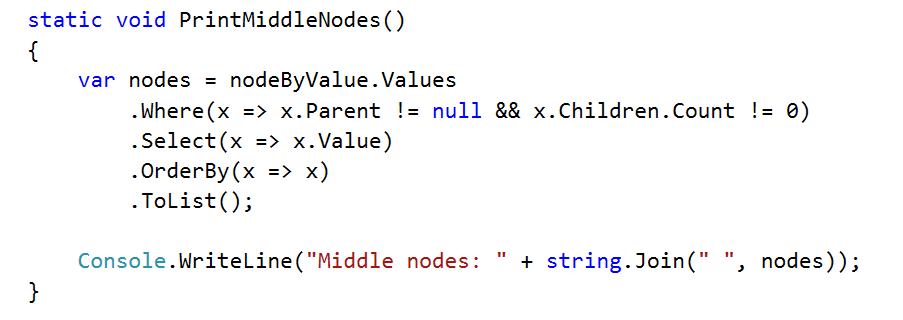 static void PrintMiddleNodes()
{
    var nodes = nodeByValue.Values
        .Where(x => x.Parent != null && x.Children.Count != 0)
        .Select(x => x.Value)
        .OrderBy(x => x)
        .ToList();

    Console.WriteLine("Middle nodes: " + string.Join(" ", nodes));
}